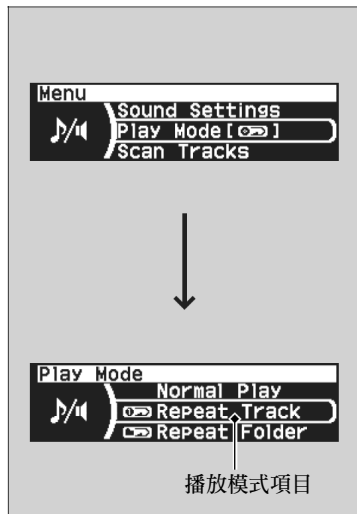 Menu
Sound Settings
Play Mode[ ]
Scan Tracks
Play Mode
Normal Play
Repeat Track
Repeat Folder
播放模式項目